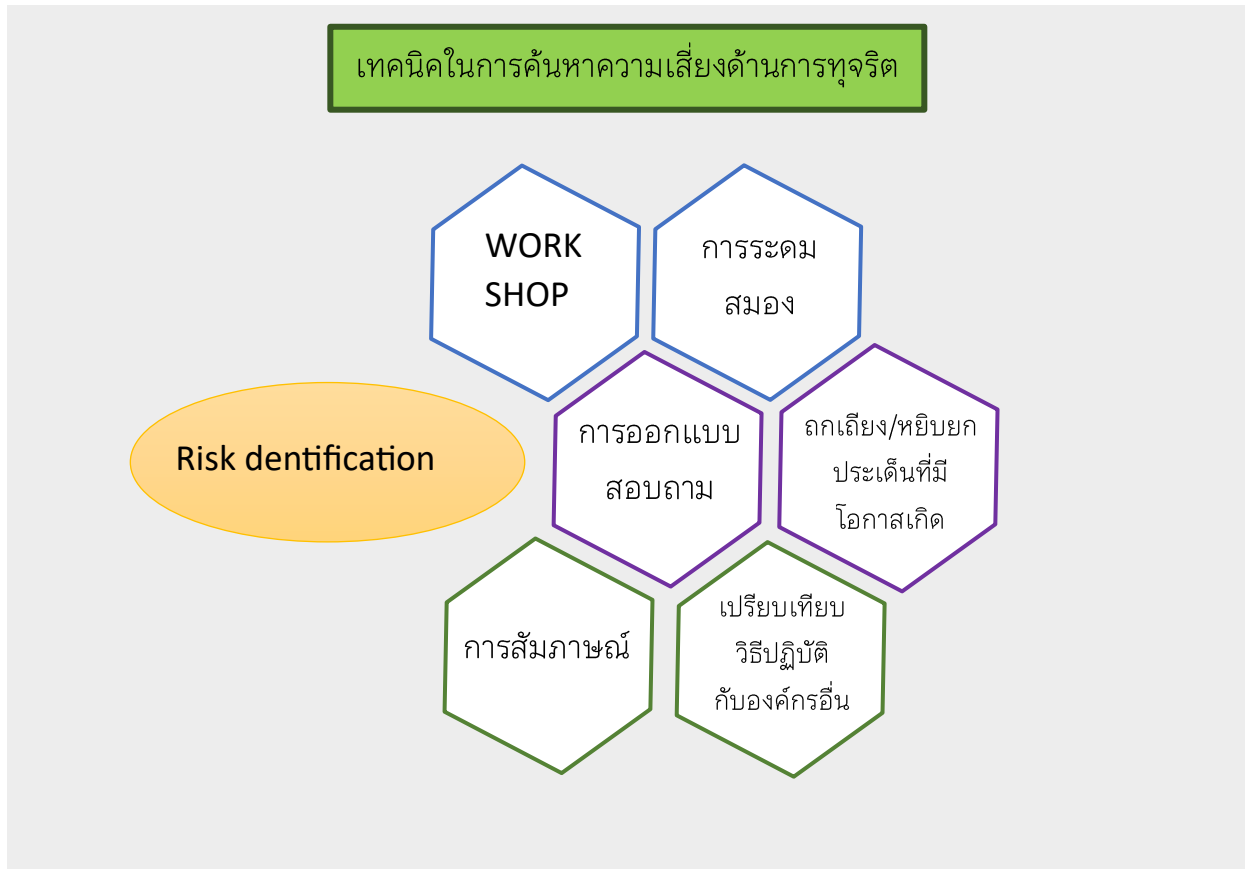 เทคนิคในการค้นหาความเสี่ยงด้านการทุจริต
WORK
SHOP
การระดม
สมอง
Risk dentification
การออกแบบ
สอบถาม
ถกเถียง/หยิบยก
ประเด็นที่มี
โอกาสเกิด
การสัมภาษณ์
เปรียบเทียบ
วิธีปฏิบัติ
กับองค์กรอื่น